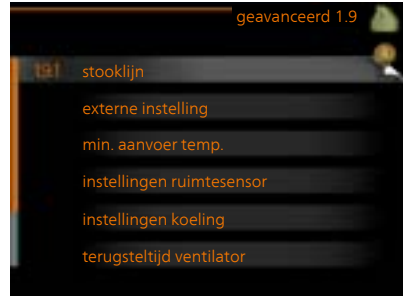 geavanceerd 1.9
1.9.1 stooklijn
externe instelling
min. aanvoer temp.
instellingen ruimtesensor
instellingen koeling
terugsteltijd ventilator